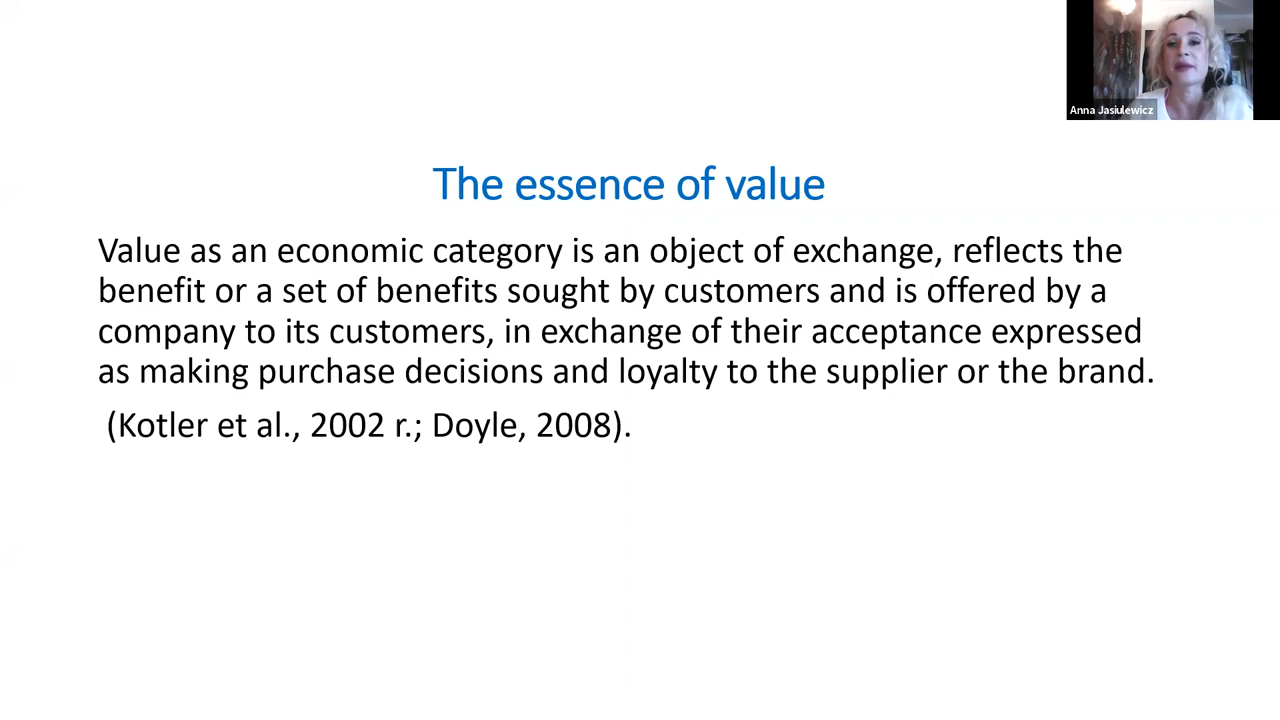 Anna Jasiulewicz
The essence of value
Value as an economic category is an object of exchange, reflects the
benefit or a set of benefits sought by customers and is offered by a
company to its customers, in exchange of their acceptance expressed
as making purchase decisions and loyalty to the supplier or the brand.
(Kotler et al., 2002 r.; Doyle, 2008).